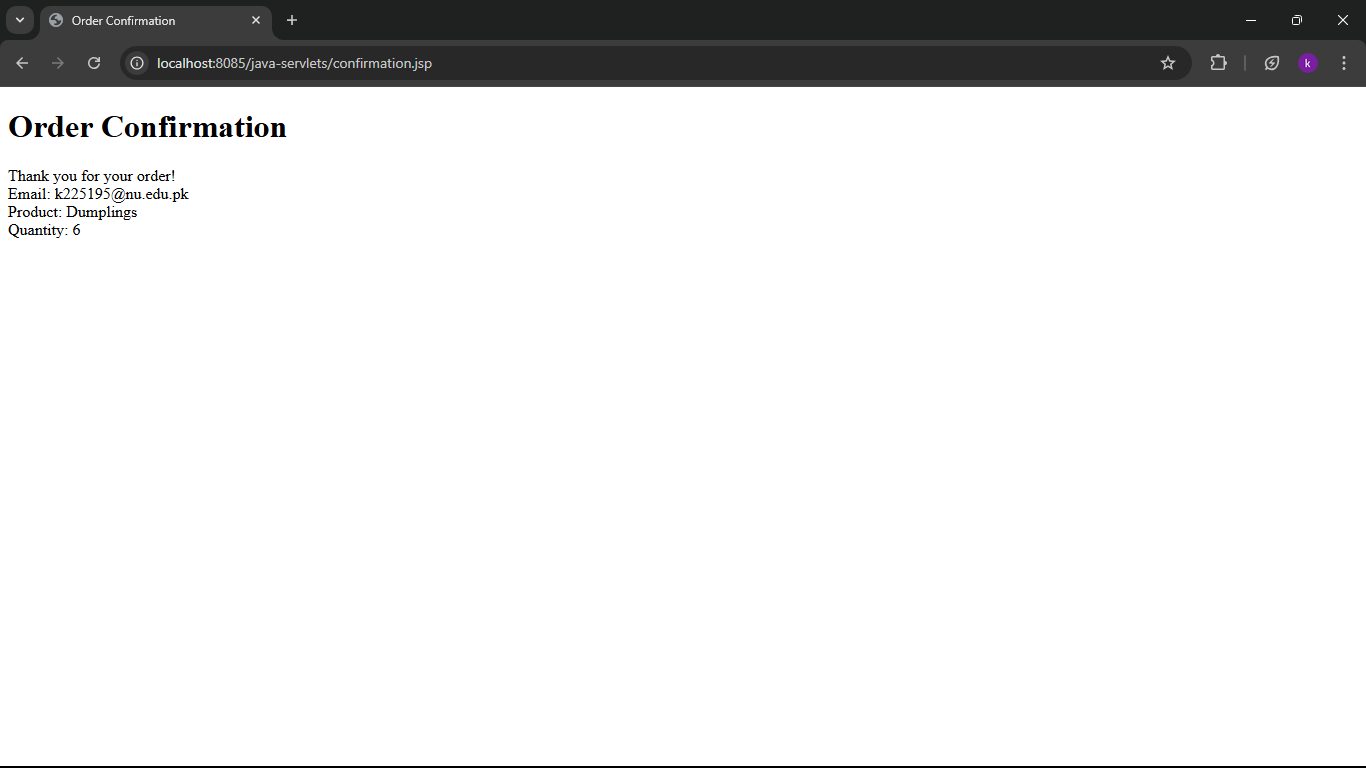 Order Confirmation
localhost:8085/java-servlets/confirmation.jsp
k
Order Confirmation
Thank you for your order!
Email: k225195@nu.edu.pk
Product: Dumplings
Quantity: 6